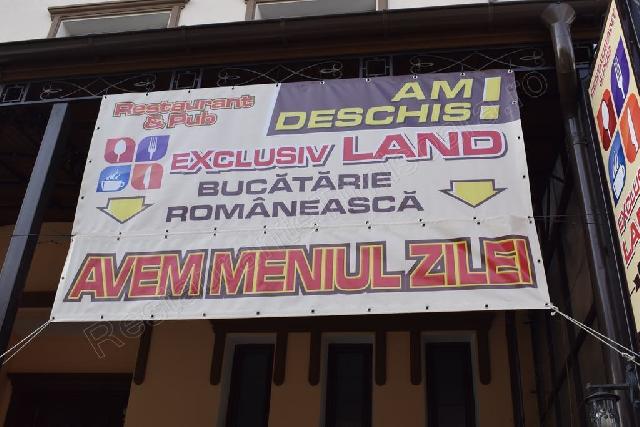 Restaurant
& Pub
AM
DESCHIS!
EXCLUSIV LAND
BUCĂTĂRIE
ROMÂNEASCĂ
AVEM MENIUL ZILEI